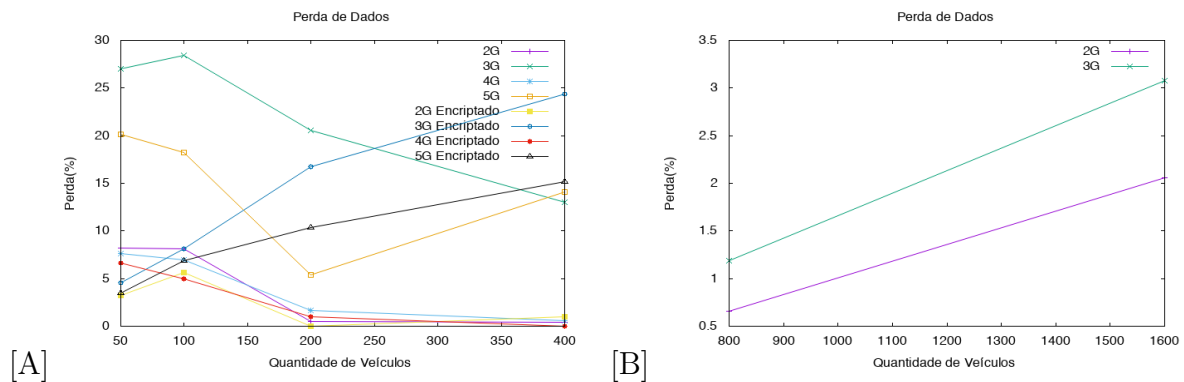 Perda de Dados
30
25
20
15
10
5
0
50
100
150
200
250
300
350
400
Perda(%)
Quantidade de Veículos
2G
3G
4G
5G
2G Encriptado
3G Encriptado
4G Encriptado
5G Encriptado
[A]
Perda de Dados
3.5
3
2.5
2
1.5
1
0.5
800
900
1000
1100
1200
1300
1400
1500
1600
Perda(%)
Quantidade de Veículos
2G
3G
[B]